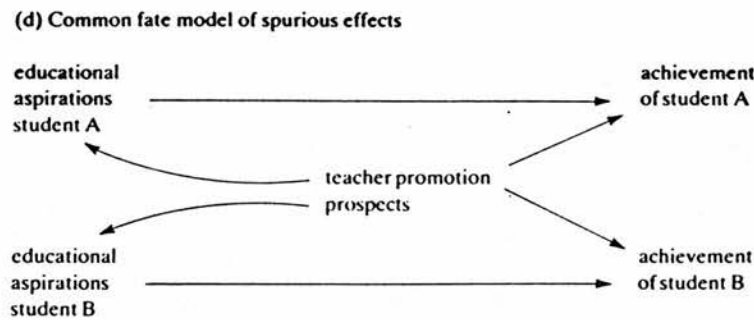 (d) Common fate model of spurious effects
educational
aspirations
student A
achievement
of student A
teacher promotion
prospects
educational
aspirations
student B
achievement
of student B